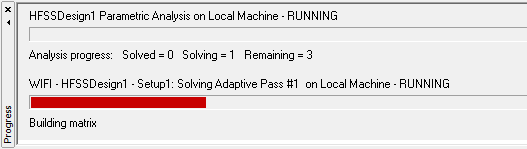 HFSSDesign1 Parametric Analysis on Local Machine - RUNNING
Analysis progress: Solved = 0 Solving = 1 Remaining = 3
WIFI - HFSSDesign1 - Setup1: Solving Adaptive Pass #1 on Local Machine - RUNNING
Building matrix
Progress